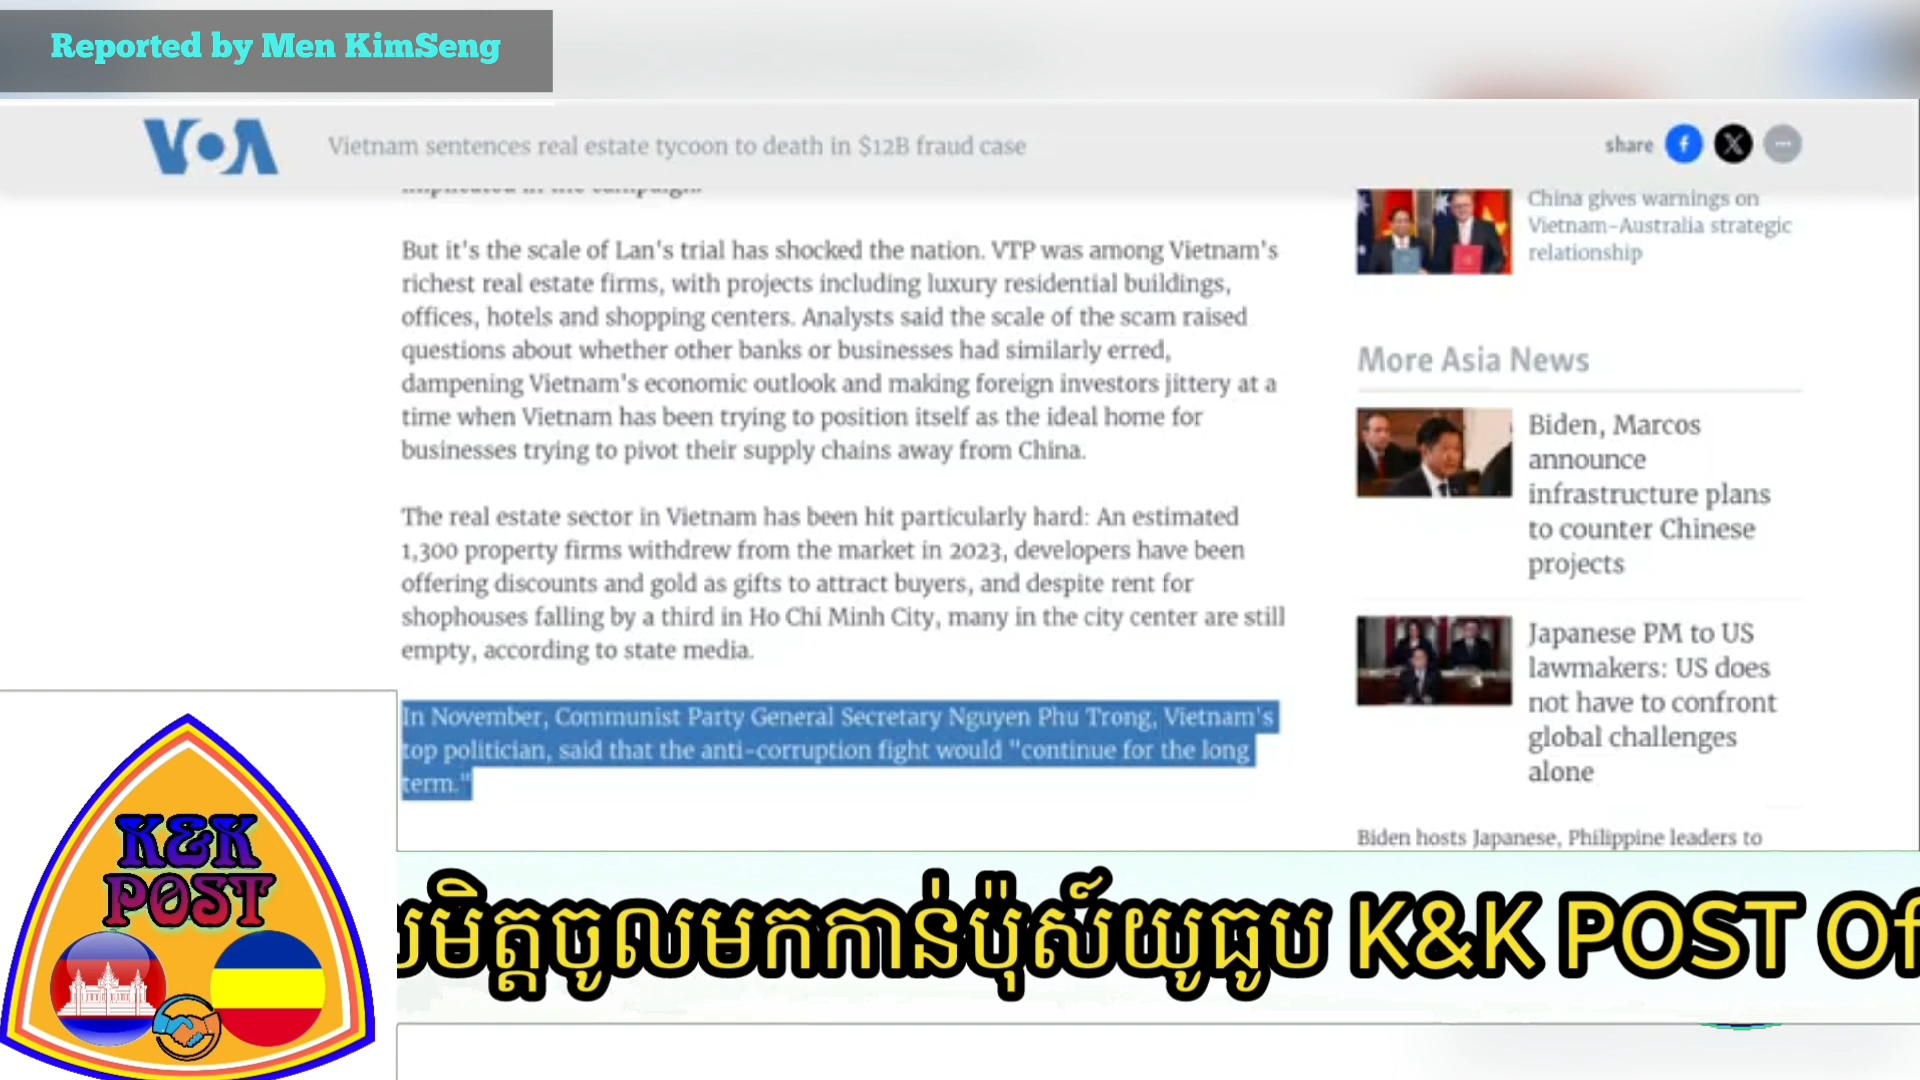 Reported by Men KimSeng
VOA
Vietnam sentences real estate tycoon to death in $12B fraud case
share
implicated in the campaign.
But it's the scale of Lan's trial has shocked the nation. VTP was among Vietnam's
richest real estate firms, with projects including luxury residential buildings,
offices, hotels and shopping centers. Analysts said the scale of the scam raised
questions about whether other banks or businesses had similarly erred,
dampening Vietnam's economic outlook and making foreign investors jittery at a
time when Vietnam has been trying to position itself as the ideal home for
businesses trying to pivot their supply chains away from China.
The real estate sector in Vietnam has been hit particularly hard: An estimated
1,300 property firms withdrew from the market in 2023, developers have been
offering discounts and gold as gifts to attract buyers, and despite rent for
shophouses falling by a third in Ho Chi Minh City, many in the city center are still
empty, according to state media.
In November, Communist Party General Secretary Nguyen Phu Trong, Vietnam's
top politician, said that the anti-corruption fight would "continue for the long
term."
China gives warnings on
Vietnam-Australia strategic
relationship
More Asia News
Biden, Marcos
announce
infrastructure plans
to counter Chinese
projects
Japanese PM to US
lawmakers: US does
not have to confront
global challenges
alone
Biden hosts Japanese, Philippine leaders to
K&K
POST
មិត្តចូលមកកាន់ប៉ុស៍យូធូប K&K POST Of